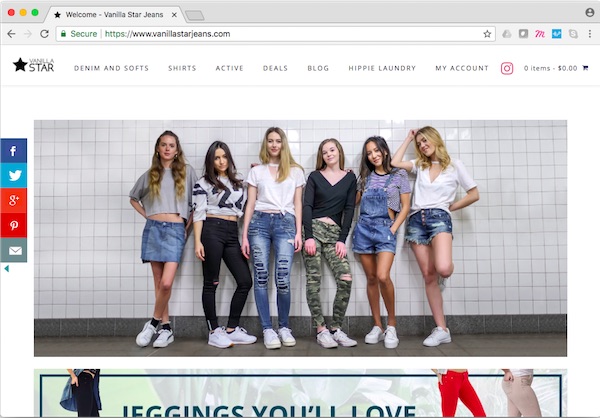 Welcome - Vanilla Star Jeans
Secure https://www.vanillastarjeans.com
VANILLA
STAR
DENIM AND SOFTS SHIRTS ACTIVE DEALS BLOG HIPPIE LAUNDRY MY ACCOUNT 0 items - $0.00
JEGGINGS YOU'LL LOVE